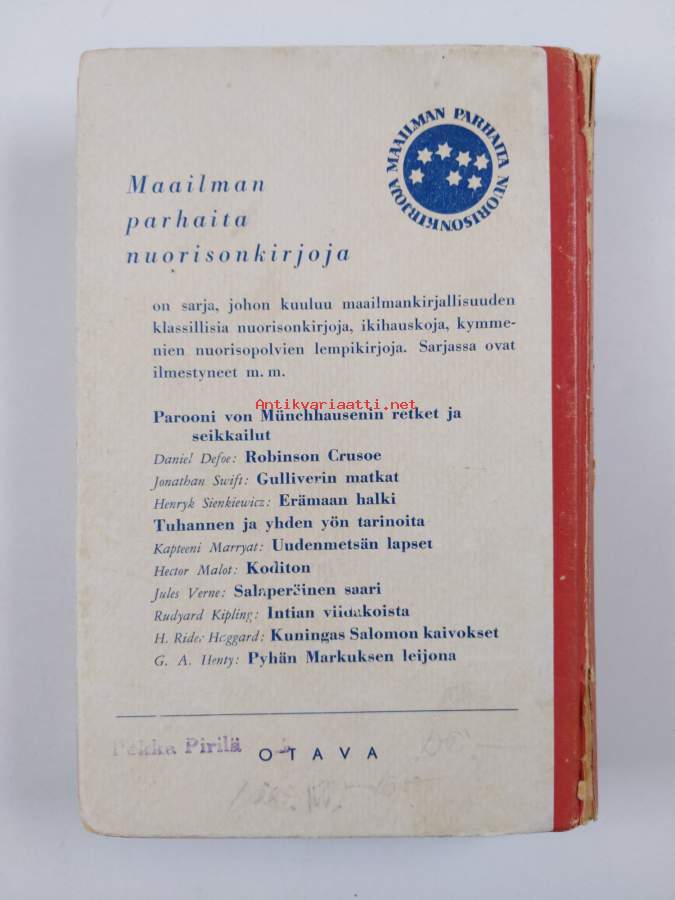 MAAILMAN PARHAITA NUORISONKIRJOJA
Maailman
parhaita
nuorisonkirjoja
on sarja, johon kuuluu maailmankirjallisuuden
klassillisia nuorisonkirjoja, ikihauskoja, kymme-
nien nuorisopolvien lempikirjoja. Sarjassa ovat
ilmestyneet m. m.
Antikvariaatti.net
Parooni von Münchhausenin retket ja
seikkailut
Daniel Defoe: Robinson Crusoe
Jonathan Swift: Gulliverin matkat
Henryk Sienkiewicz: Erämaan halki
Tuhannen ja yhden yön tarinoita
Kapteeni Marryat: Uudenmetsän lapset
Hector Malot: Koditon
Jules Verne: Salaperäinen saari
Rudyard Kipling: Intian viidakoista
H. Rider Haggard: Kuningas Salomon kaivokset
G. A. Henty: Pyhän Markuksen leijona
Pekka Pirilä
OTAVA